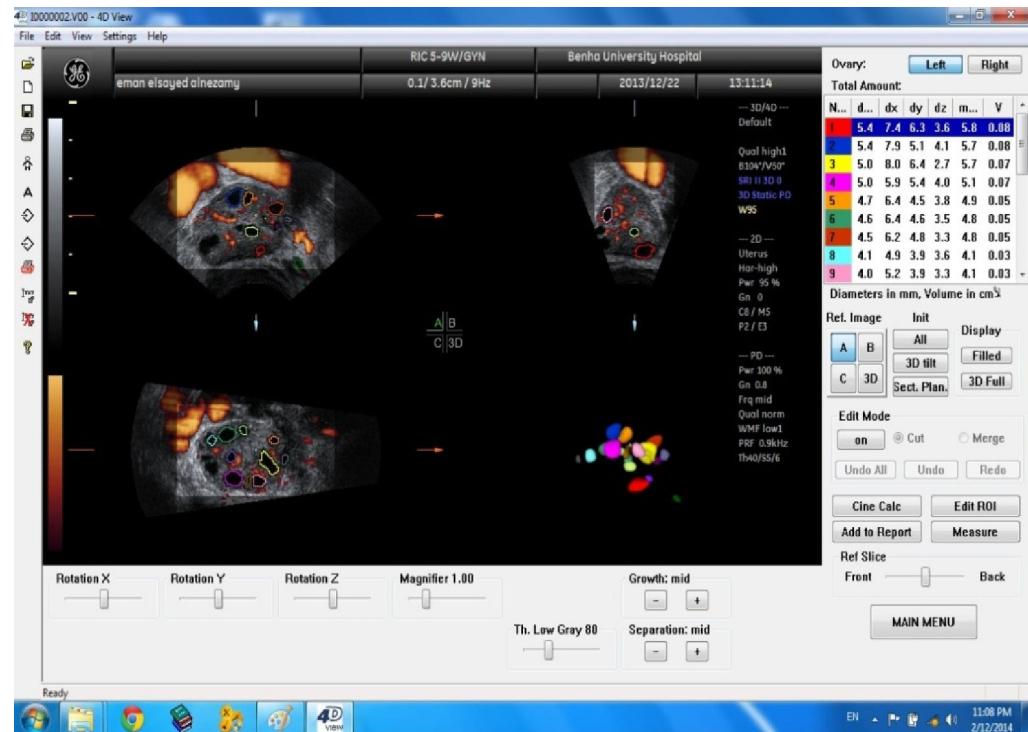 I0000002.V00 - 4D View
File Edit View Settings Help
RIC 5-9W/GYN Benha University Hospital
eman elsayed alnezamy 0.1/ 3.6cm / 9Hz 2013/12/22 13:11:14
--- 3D/4D ---
Default
Qual high1
B104°/V50°
SRI II 3D 0
3D Static PD
W95
--- 2D ---
Uterus
Har-high
Pwr 95 %
Gn 0
C8 / M5
P2 / E3
--- PD ---
Pwr 100 %
Gn 0.8
Frq mid
Qual norm
WMF low1
PRF 0.9kHz
Th40/SS/6
A B
C 3D
Ovary: Left Right
Total Amount:
N... d... dx dy dz m... V
1 5.4 7.4 6.3 3.6 5.8 0.08
2 5.4 7.9 5.1 4.1 5.7 0.08
3 5.0 8.0 6.4 2.7 5.7 0.07
4 5.0 5.9 5.4 4.0 5.1 0.07
5 4.7 6.4 4.5 3.8 4.9 0.05
6 4.6 6.4 4.6 3.5 4.8 0.05
7 4.5 6.2 4.8 3.3 4.8 0.05
8 4.1 4.9 3.9 3.6 4.1 0.03
9 4.0 5.2 3.9 3.3 4.1 0.03
Diameters in mm, Volume in cm³
Ref. Image Init Display
A B All Filled
C 3D 3D tilt 3D Full
Sect. Plan.
Edit Mode
on Cut Merge
Undo All Undo Redo
Cine Calc Edit ROI
Add to Report Measure
Ref Slice
Front Back
MAIN MENU
Rotation X Rotation Y Rotation Z Magnifier 1.00 Growth: mid
- +
Th. Low Gray 80 Separation: mid
- +
Ready
4D VIEW
EN 11:08 PM
2/12/2014